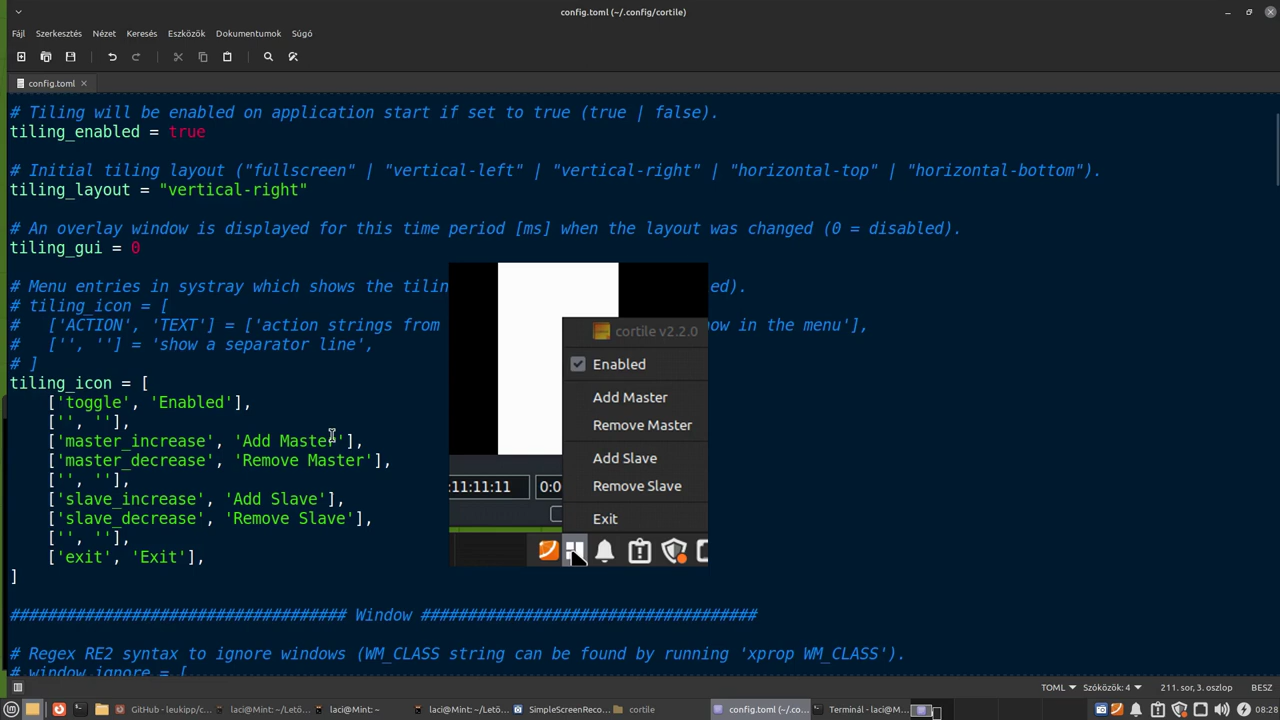 config.toml (~/.config/cortile)
Fájl Szerkesztés Nézet Keresés Eszközök Dokumentumok Súgó
config.toml
# Tiling will be enabled on application start if set to true (true | false).
tiling_enabled = true
# Initial tiling layout ("fullscreen" | "vertical-left" | "vertical-right" | "horizontal-top" | "horizontal-bottom").
tiling_layout = "vertical-right"
# An overlay window is displayed for this time period [ms] when the layout was changed (0 = disabled).
tiling_gui = 0
# Menu entries in systray which shows the tilin ed).
# tiling_icon = [
#   ['ACTION', 'TEXT'] = ['action strings from ow in the menu'],
#   ['', ''] = 'show a separator line',
# ]
tiling_icon = [
['toggle', 'Enabled'],
['', ''],
['master_increase', 'Add Master'],
['master_decrease', 'Remove Master'],
['', ''],
['slave_increase', 'Add Slave'],
['slave_decrease', 'Remove Slave'],
['', ''],
['exit', 'Exit'],
]
cortile v2.2.0
Enabled
Add Master
Remove Master
Add Slave
Remove Slave
Exit
:11:11:11 0:0
################################### Window ####################################
# Regex RE2 syntax to ignore windows (WM_CLASS string can be found by running 'xprop WM_CLASS').
# window_ignore = [
TOML Szóközök: 4 211. sor, 3. oszlop BESZ
GitHub - leukipp/c... laci@Mint: ~/Letö... laci@Mint: ~ laci@Mint: ~/Letö... SimpleScreenReco... cortile config.toml (~/.co... Terminál - laci@M... 08:28